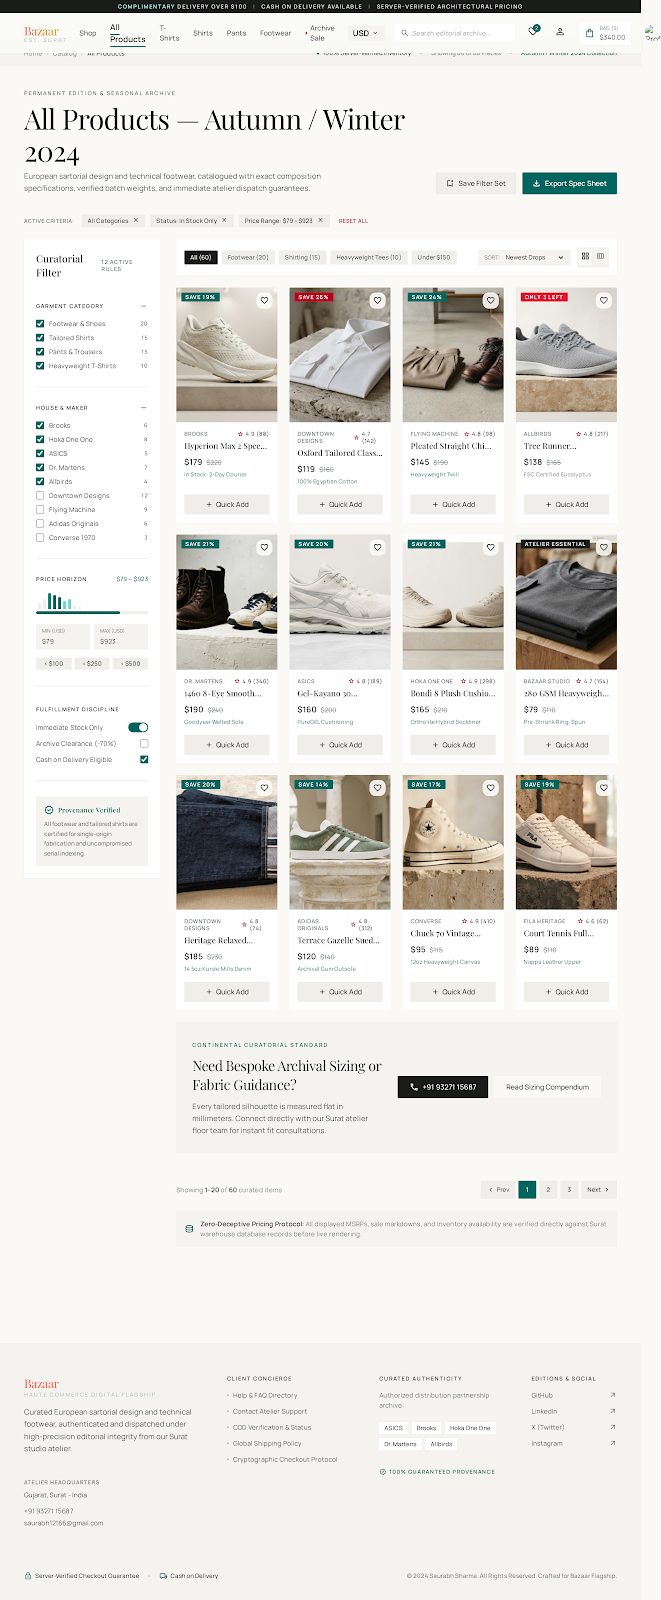 COMPLIMENTARY DELIVERY OVER $100 | CASH ON DELIVERY AVAILABLE | SERVER-VERIFIED ARCHITECTURAL PRICING
Bazaar
EST. SURAT
Shop
All Products
T-Shirts
Shirts
Pants
Footwear
Archive Sale
USD
Search editorial archive...
2
BAG (3)
$340.00
Home Catalog All Products
100% Server-Verified Inventory
Showing 60 of 60 Pieces
Autumn/Winter 2024 Collection
PERMANENT EDITION & SEASONAL ARCHIVE
All Products — Autumn / Winter
2024
European sartorial design and technical footwear, catalogued with exact composition
specifications, verified batch weights, and immediate atelier dispatch guarantees.
Save Filter Set
Export Spec Sheet
ACTIVE CRITERIA:
All Categories ✕
Status: In Stock Only ✕
Price Range: $79 - $923 ✕
RESET ALL
Curatorial
Filter
12 ACTIVE
RULES
GARMENT CATEGORY —
Footwear & Shoes 20
Tailored Shirts 15
Pants & Trousers 15
Heavyweight T-Shirts 10
HOUSE & MAKER —
Brooks 6
Hoka One One 8
ASICS 5
Dr. Martens 7
Allbirds 4
Downtown Designs 12
Flying Machine 9
Adidas Originals 6
Converse 1970 3
PRICE HORIZON $79 — $923
MIN (USD)
$79
MAX (USD)
$923
< $100
< $250
> $500
FULFILLMENT DISCIPLINE
Immediate Stock Only
Archive Clearance (-70%)
Cash on Delivery Eligible
Provenance Verified
All footwear and tailored shirts are
certified for single-origin
fabrication and uncompromised
serial indexing.
All (60)
Footwear (20)
Shirting (15)
Heavyweight Tees (10)
Under $150
SORT: Newest Drops
SAVE 19%
SAVE 26%
SAVE 24%
ONLY 3 LEFT
BROOKS 4.9 (88)
Hyperion Max 2 Spee...
$179 $220
In Stock · 2-Day Courier
+ Quick Add
DOWNTOWN
DESIGNS
4.7
(142)
Oxford Tailored Class...
$119 $160
100% Egyptian Cotton
+ Quick Add
FLYING MACHINE 4.8 (98)
Pleated Straight Chi...
$145 $190
Heavyweight Twill
+ Quick Add
ALLBIRDS 4.8 (217)
Tree Runner...
$138 $165
FSC Certified Eucalyptus
+ Quick Add
SAVE 21%
SAVE 20%
SAVE 21%
ATELIER ESSENTIAL
DR. MARTENS 4.9 (340)
1460 8-Eye Smooth...
$190 $240
Goodyear Welted Sole
+ Quick Add
ASICS 4.8 (189)
Gel-Kayano 30...
$160 $200
PureGEL Cushioning
+ Quick Add
HOKA ONE ONE 4.9 (298)
Bondi 8 Plush Cushio...
$165 $210
Ortholite Hybrid Sockliner
+ Quick Add
BAZAAR STUDIO 4.7 (154)
280 GSM Heavyweigh...
$79 $110
Pre-Shrunk Ring-Spun
+ Quick Add
SAVE 20%
SAVE 14%
SAVE 17%
SAVE 19%
DOWNTOWN
DESIGNS
4.8
(74)
Heritage Relaxed...
$185 $230
14.5oz Kuroki Mills Denim
+ Quick Add
ADIDAS
ORIGINALS
4.8
(312)
Terrace Gazelle Sued...
$120 $140
Archival Gum Outsole
+ Quick Add
CONVERSE 4.9 (410)
Chuck 70 Vintage...
$95 $115
12oz Heavyweight Canvas
+ Quick Add
FILA
FILA HERITAGE 4.6 (62)
Court Tennis Full...
$89 $110
Nappa Leather Upper
+ Quick Add
CONTINENTAL CURATORIAL STANDARD
Need Bespoke Archival Sizing or
Fabric Guidance?
Every tailored silhouette is measured flat in
millimeters. Connect directly with our Surat atelier
floor team for instant fit consultations.
+91 93271 15687
Read Sizing Compendium
Showing 1–20 of 60 curated items
‹ Prev
1
2
3
Next ›
Zero-Deceptive Pricing Protocol: All displayed MSRPs, sale markdowns, and inventory availability are verified directly against Surat
warehouse database records before live rendering.
Bazaar
HAUTE COMMERCE DIGITAL FLAGSHIP
Curated European sartorial design and technical
footwear, authenticated and dispatched under
high-precision editorial integrity from our Surat
studio atelier.
ATELIER HEADQUARTERS
Gujarat, Surat - India
+91 93271 15687
saurabh12166@gmail.com
CLIENT CONCIERGE
Help & FAQ Directory
Contact Atelier Support
COD Verification & Status
Global Shipping Policy
Cryptographic Checkout Protocol
CURATED AUTHENTICITY
Authorized distribution partnership
archive:
ASICS
Brooks
Hoka One One
Dr. Martens
Allbirds
100% GUARANTEED PROVENANCE
EDITIONS & SOCIAL
GitHub
LinkedIn
X (Twitter)
Instagram
Server-Verified Checkout Guarantee
Cash on Delivery
© 2024 Saurabh Sharma. All Rights Reserved. Crafted for Bazaar Flagship.